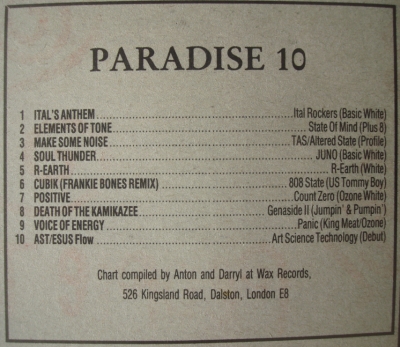 PARADISE 10
1 ITAL'S ANTHEM Ital Rockers (Basic White)
2 ELEMENTS OF TONE State Of Mind (Plus 8)
3 MAKE SOME NOISE TAS/Altered State (Profile)
4 SOUL THUNDER JUNO (Basic White)
5 R-EARTH R-Earth (White)
6 CUBIK (FRANKIE BONES REMIX) 808 State (US Tommy Boy)
7 POSITIVE Count Zero (Ozone White)
8 DEATH OF THE KAMIKAZEE Genaside II (Jumpin' & Pumpin')
9 VOICE OF ENERGY Panic (King Meat/Ozone)
10 AST/ESUS Flow Art Science Technology (Debut)
Chart compiled by Anton and Darryl at Wax Records,
526 Kingsland Road, Dalston, London E8